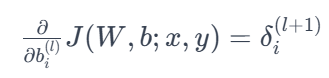 ∂/∂b_i^{(l)} J(W, b; x, y) = δ_i^{(l+1)}